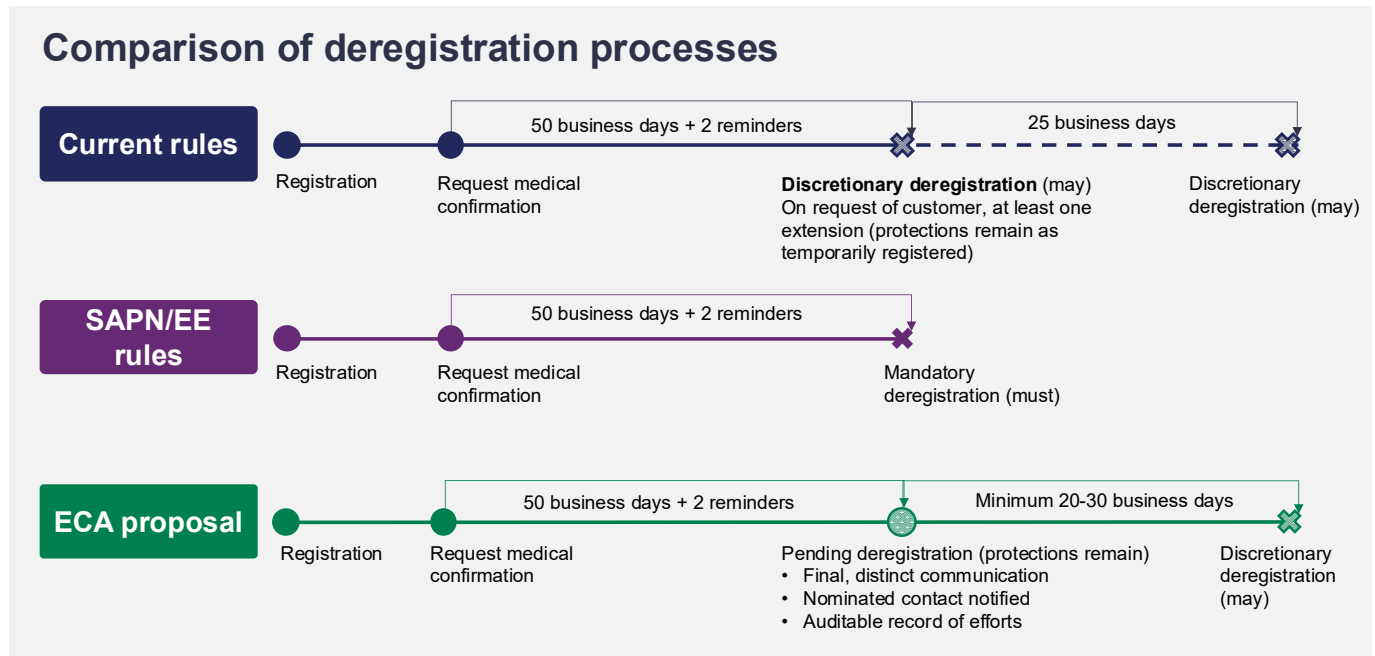 Comparison of deregistration processes
Current rules
50 business days + 2 reminders
25 business days
Registration
Request medical
confirmation
Discretionary deregistration (may)
On request of customer, at least one
extension (protections remain as
temporarily registered)
Discretionary
deregistration (may)
SAPN/EE
rules
50 business days + 2 reminders
Registration
Request medical
confirmation
Mandatory
deregistration (must)
ECA proposal
50 business days + 2 reminders
Minimum 20-30 business days
Registration
Request medical
confirmation
Pending deregistration (protections remain)
• Final, distinct communication
• Nominated contact notified
• Auditable record of efforts
Discretionary
deregistration
(may)